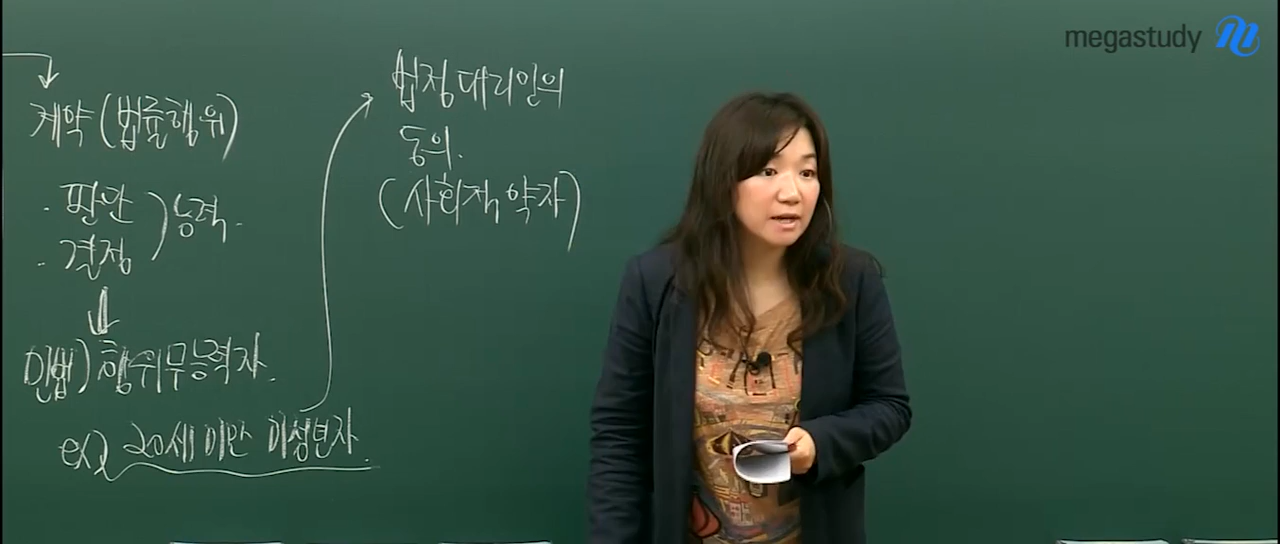 megastudy
계약(법률행위)
· 판단
· 결정
) 능력.
민법) 행위무능력자.
ex) 20세 미만 미성년자.
법정대리인의
동의.
(사회적 약자)